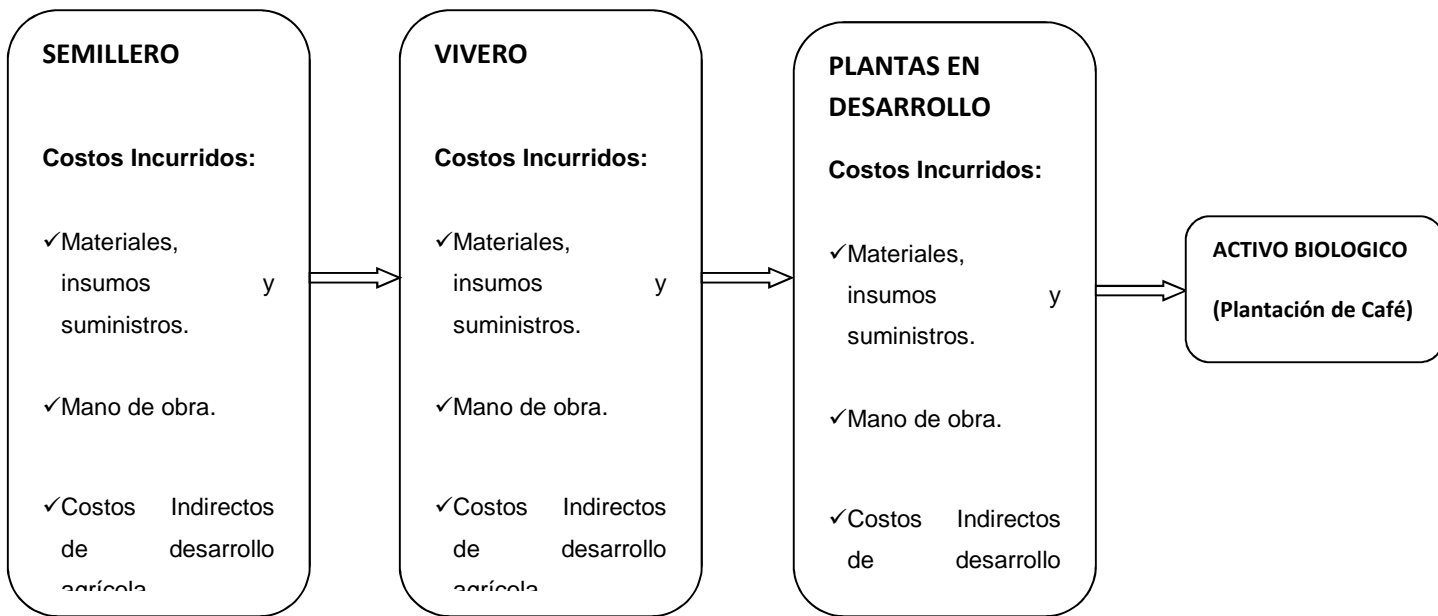 SEMILLERO
Costos Incurridos:
✓Materiales,
insumos y
suministros.
✓Mano de obra.
✓Costos Indirectos
de desarrollo
agrícola
VIVERO
Costos Incurridos:
✓Materiales,
insumos y
suministros.
✓Mano de obra.
✓Costos Indirectos
de desarrollo
agrícola
PLANTAS EN
DESARROLLO
Costos Incurridos:
✓Materiales,
insumos y
suministros.
✓Mano de obra.
✓Costos Indirectos
de desarrollo
ACTIVO BIOLOGICO
(Plantación de Café)